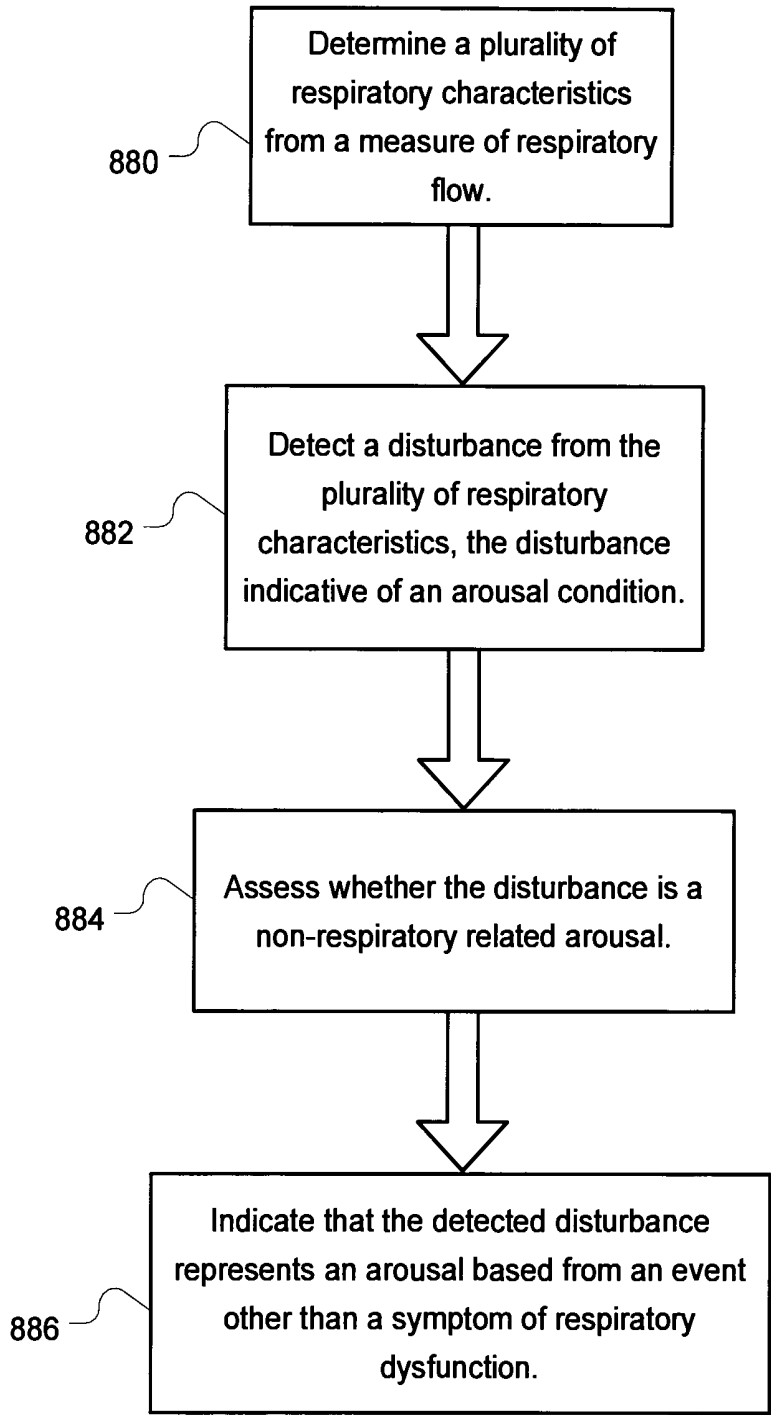 Determine a plurality of
respiratory characteristics
from a measure of respiratory
flow.
880
Detect a disturbance from the
plurality of respiratory
characteristics, the disturbance
indicative of an arousal condition.
882
Assess whether the disturbance is a
non-respiratory related arousal.
884
Indicate that the detected disturbance
represents an arousal based from an event
other than a symptom of respiratory
dysfunction.
886